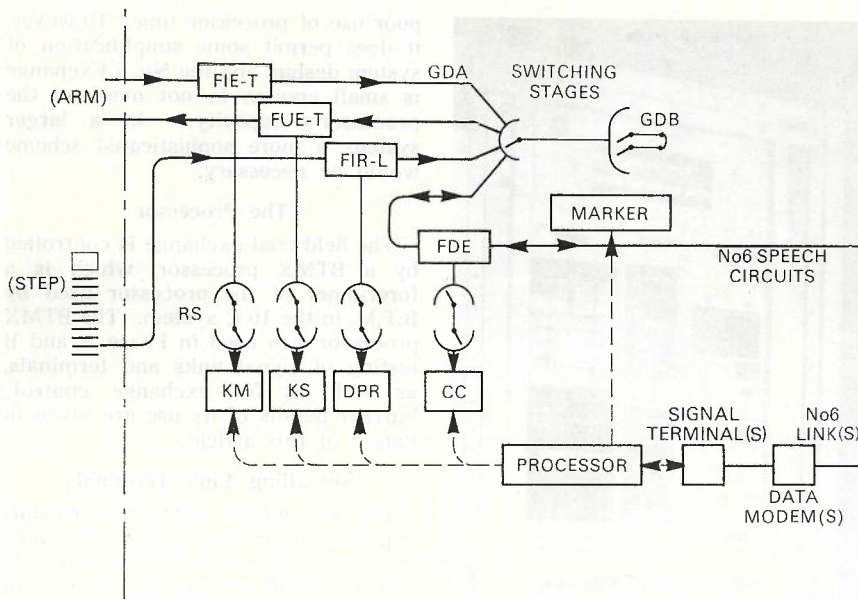 FIE-T
GDA
SWITCHING
STAGES
(ARM)
FUE-T
GDB
FIR-L
MARKER
FDE
No6 SPEECH
CIRCUITS
(STEP)
RS
KM
KS
DPR
CC
SIGNAL
TERMINAL(S)
No6
LINK(S)
PROCESSOR
DATA
MODEM(S)